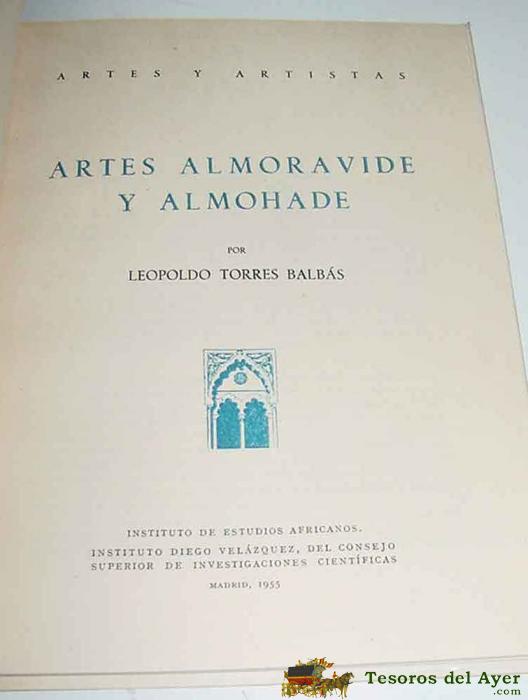 ARTES Y ARTISTAS
ARTES ALMORAVIDE
Y ALMOHADE
POR
LEOPOLDO TORRES BALBÁS
INSTITUTO DE ESTUDIOS AFRICANOS.
INSTITUTO DIEGO VELÁZQUEZ, DEL CONSEJO
SUPERIOR DE INVESTIGACIONES CIENTÍFICAS
MADRID, 1955
Tesoros del Ayer
.com